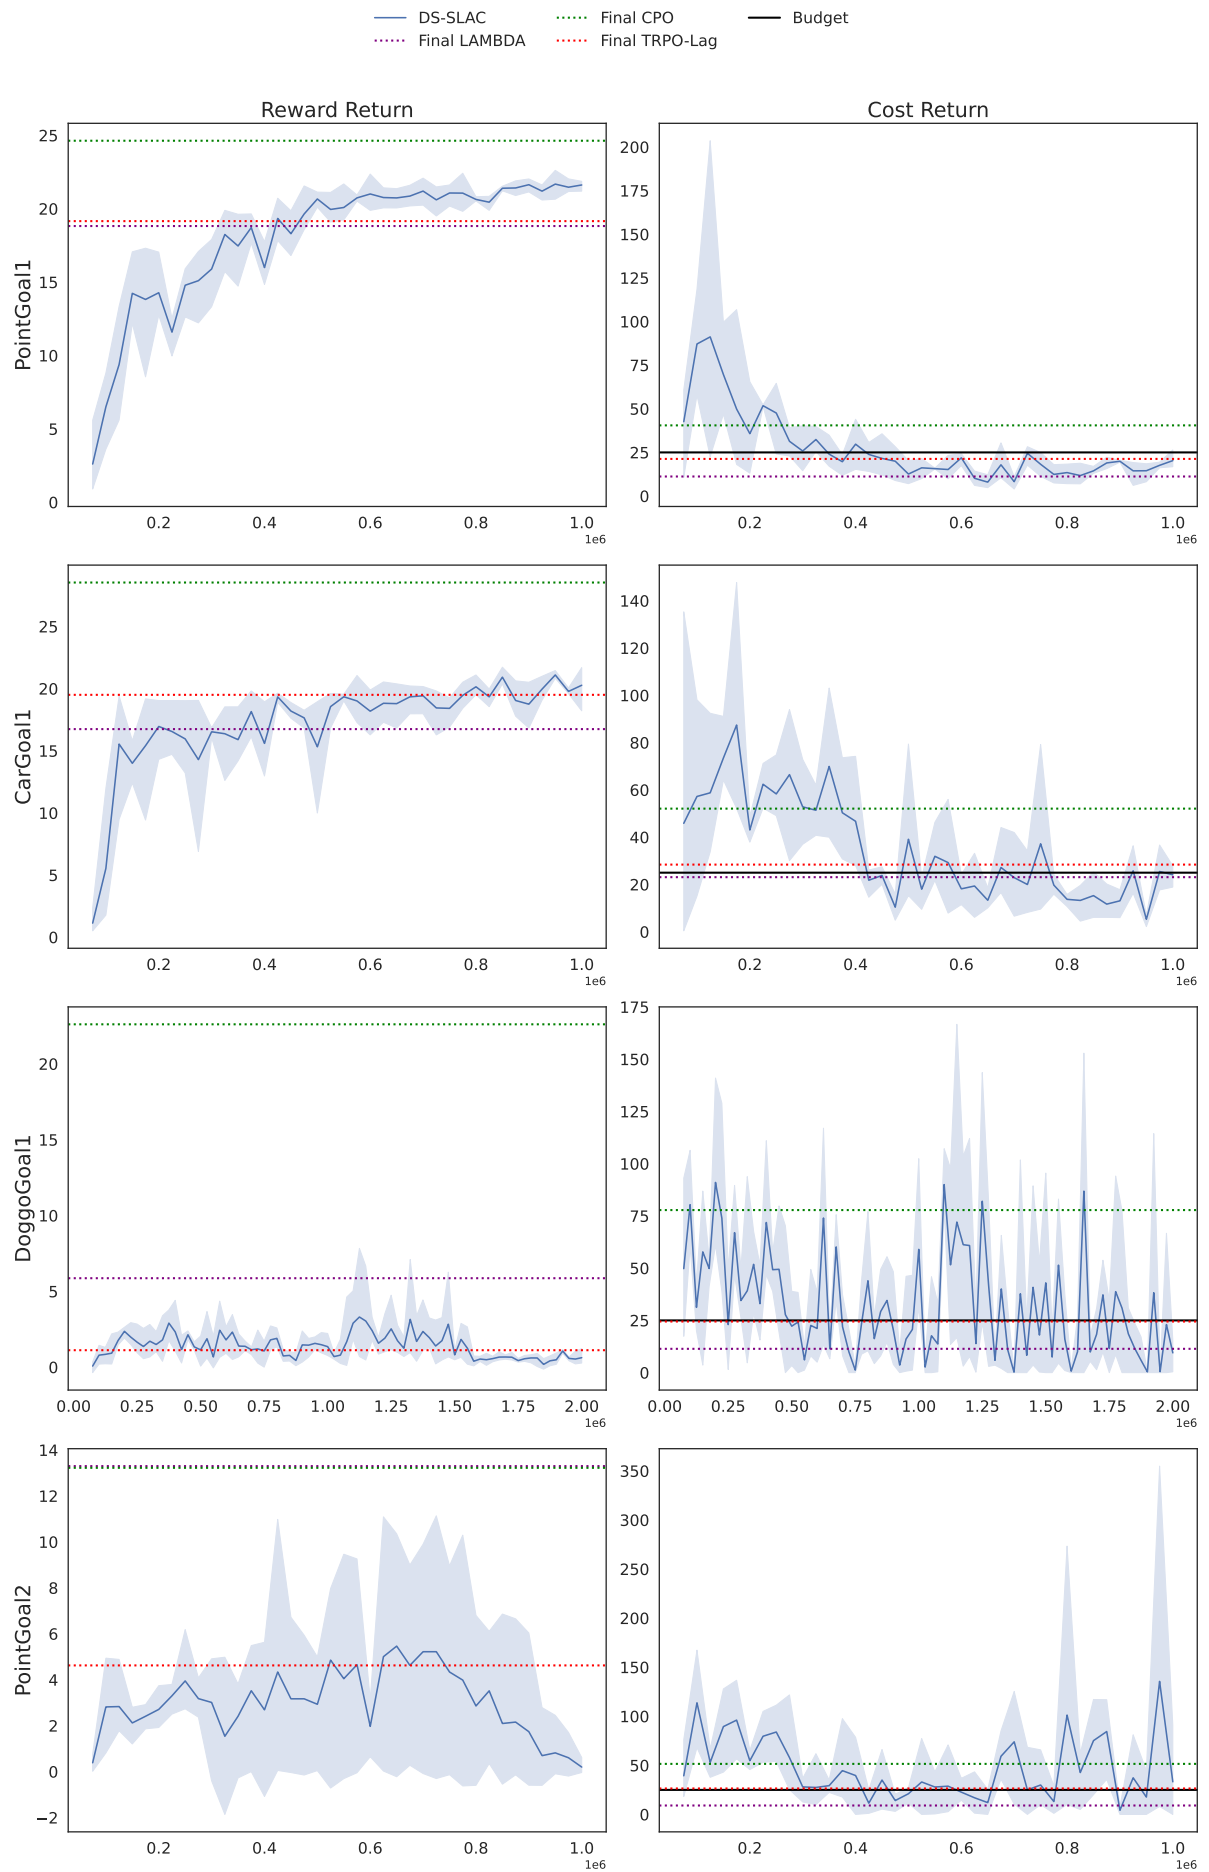 DS-SLAC
Final CPO
Budget
Final LAMBDA
Final TRPO-Lag
Reward Return
Cost Return
PointGoal1
25
20
15
10
5
0
0.2 0.4 0.6 0.8 1.0
1e6
200
175
150
125
100
75
50
25
0
0.2 0.4 0.6 0.8 1.0
1e6
CarGoal1
25
20
15
10
5
0
0.2 0.4 0.6 0.8 1.0
1e6
140
120
100
80
60
40
20
0
0.2 0.4 0.6 0.8 1.0
1e6
DoggoGoal1
20
15
10
5
0
0.00 0.25 0.50 0.75 1.00 1.25 1.50 1.75 2.00
1e6
175
150
125
100
75
50
25
0
0.00 0.25 0.50 0.75 1.00 1.25 1.50 1.75 2.00
1e6
PointGoal2
14
12
10
8
6
4
2
0
−2
0.2 0.4 0.6 0.8 1.0
1e6
350
300
250
200
150
100
50
0
0.2 0.4 0.6 0.8 1.0
1e6